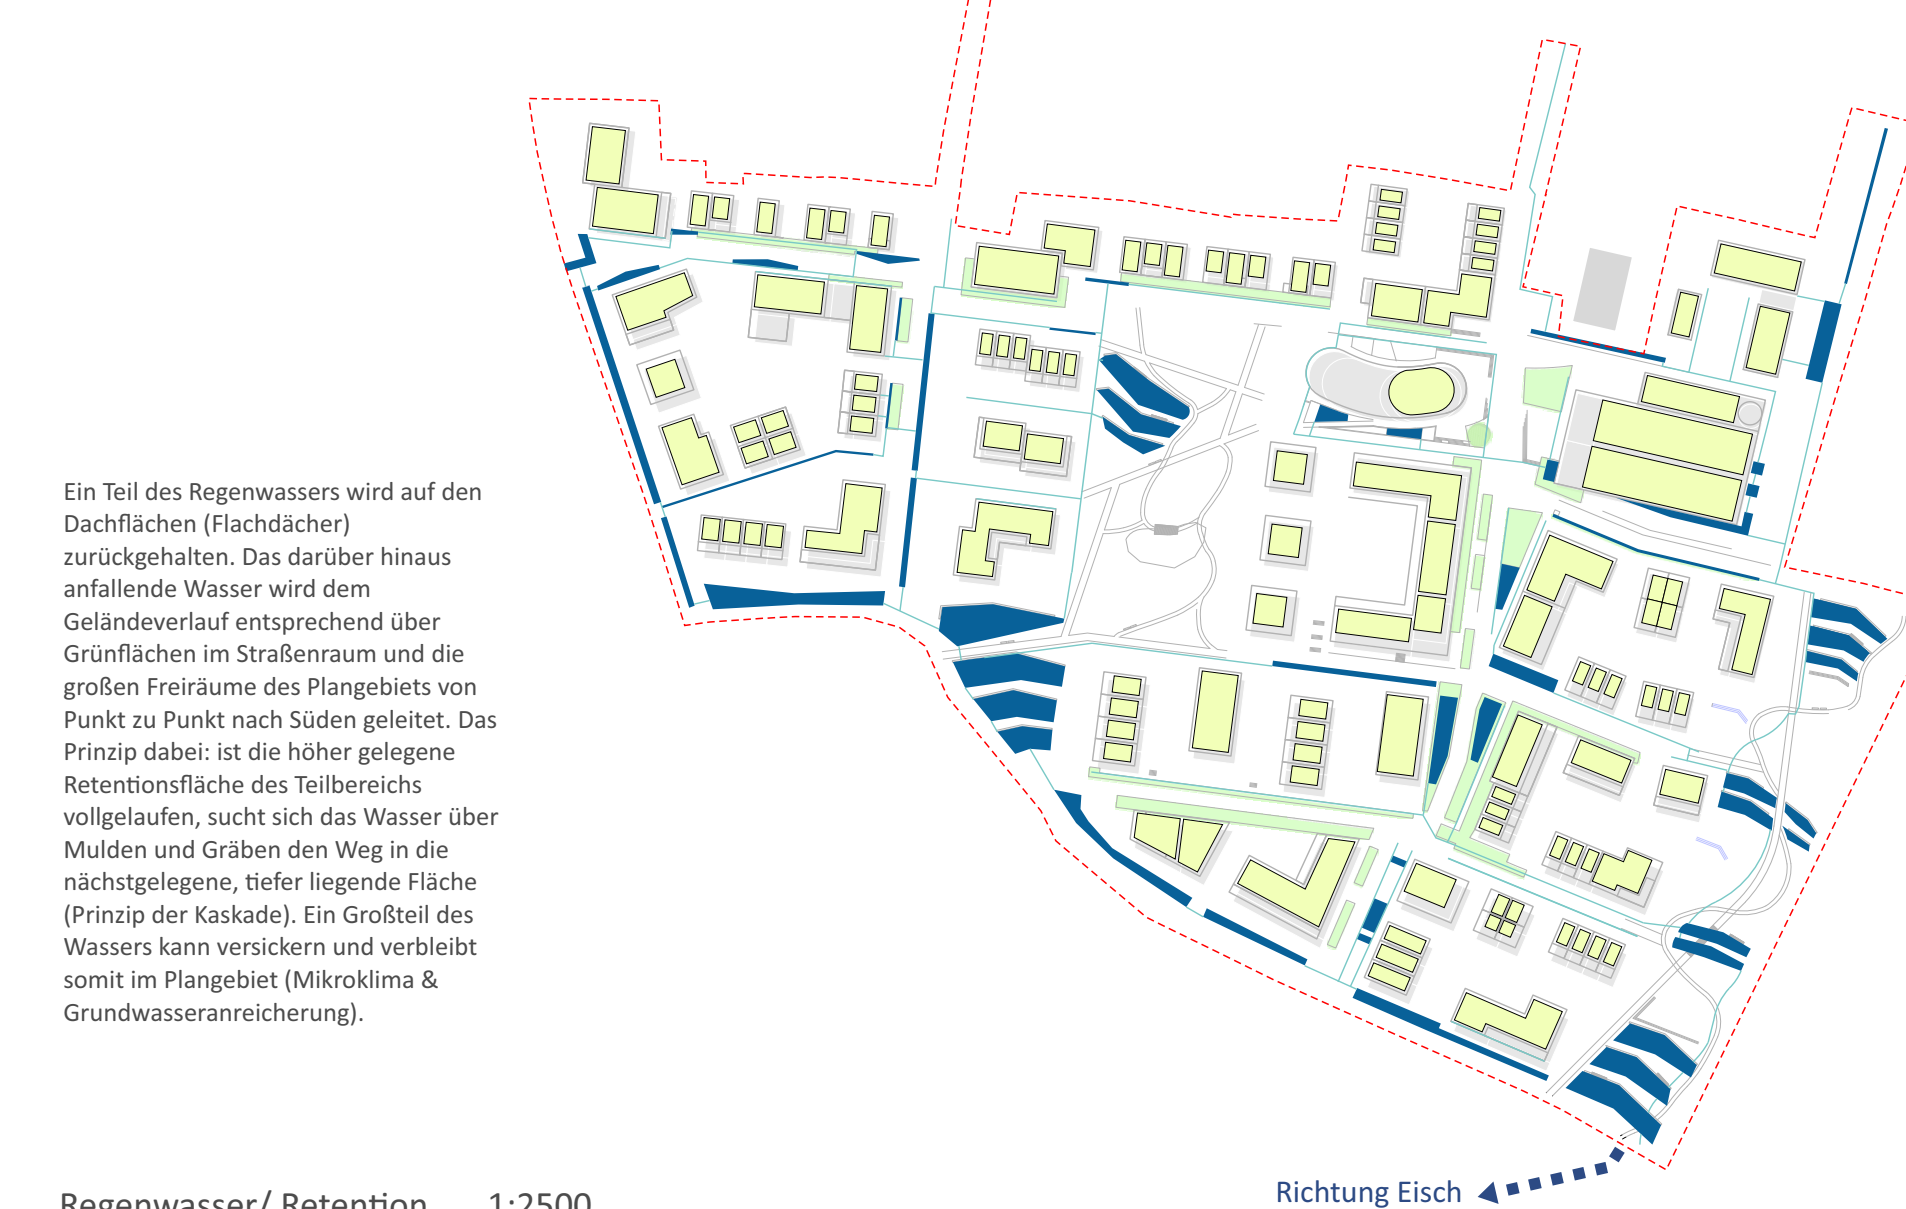 Ein Teil des Regenwassers wird auf den
Dachflächen (Flachdächer)
zurückgehalten. Das darüber hinaus
anfallende Wasser wird dem
Geländeverlauf entsprechend über
Grünflächen im Straßenraum und die
großen Freiräume des Plangebiets von
Punkt zu Punkt nach Süden geleitet. Das
Prinzip dabei: ist die höher gelegene
Retentionsfläche des Teilbereichs
vollgelaufen, sucht sich das Wasser über
Mulden und Gräben den Weg in die
nächstgelegene, tiefer liegende Fläche
(Prinzip der Kaskade). Ein Großteil des
Wassers kann versickern und verbleibt
somit im Plangebiet (Mikroklima &
Grundwasseranreicherung).
Richtung Eisch
Regenwasser/ Retention 1:2500